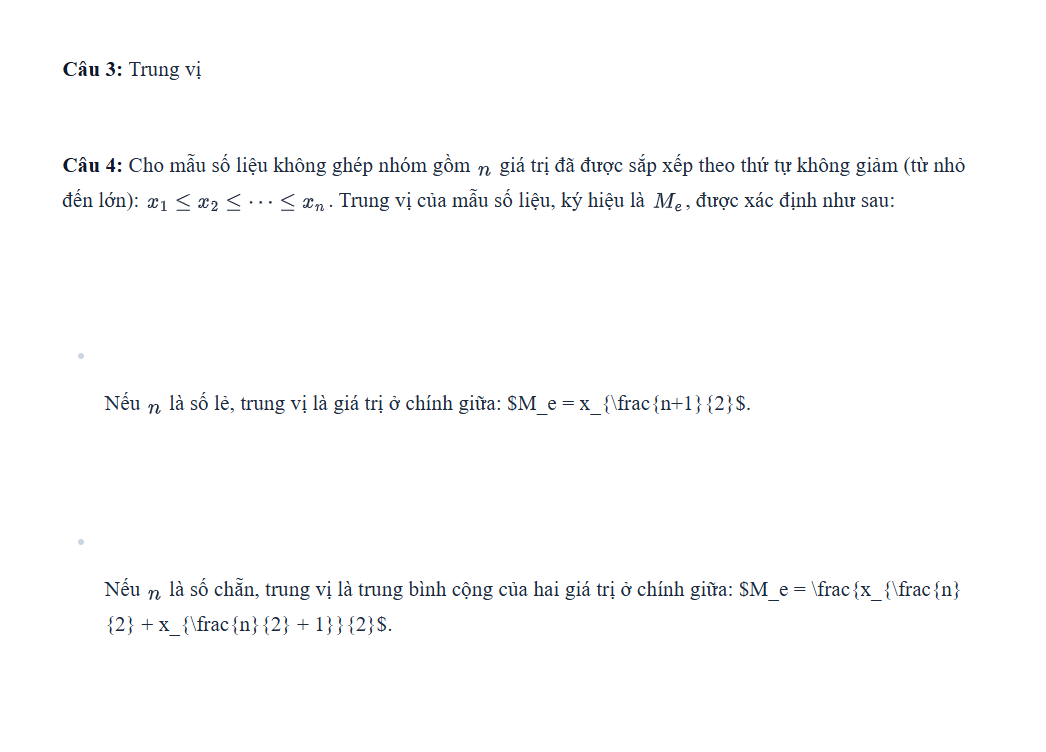 Câu 3: Trung vị
Câu 4: Cho mẫu số liệu không ghép nhóm gồm n giá trị đã được sắp xếp theo thứ tự không giảm (từ nhỏ
đến lớn): x₁ ≤ x₂ ≤ ⋯ ≤ xₙ. Trung vị của mẫu số liệu, ký hiệu là Mₑ, được xác định như sau:
Nếu n là số lẻ, trung vị là giá trị ở chính giữa: $M_e = x_{\frac{n+1}{2}$.
Nếu n là số chẵn, trung vị là trung bình cộng của hai giá trị ở chính giữa: $M_e = \frac{x_{\frac{n}
{2} + x_{\frac{n}{2} + 1}}{2}$.